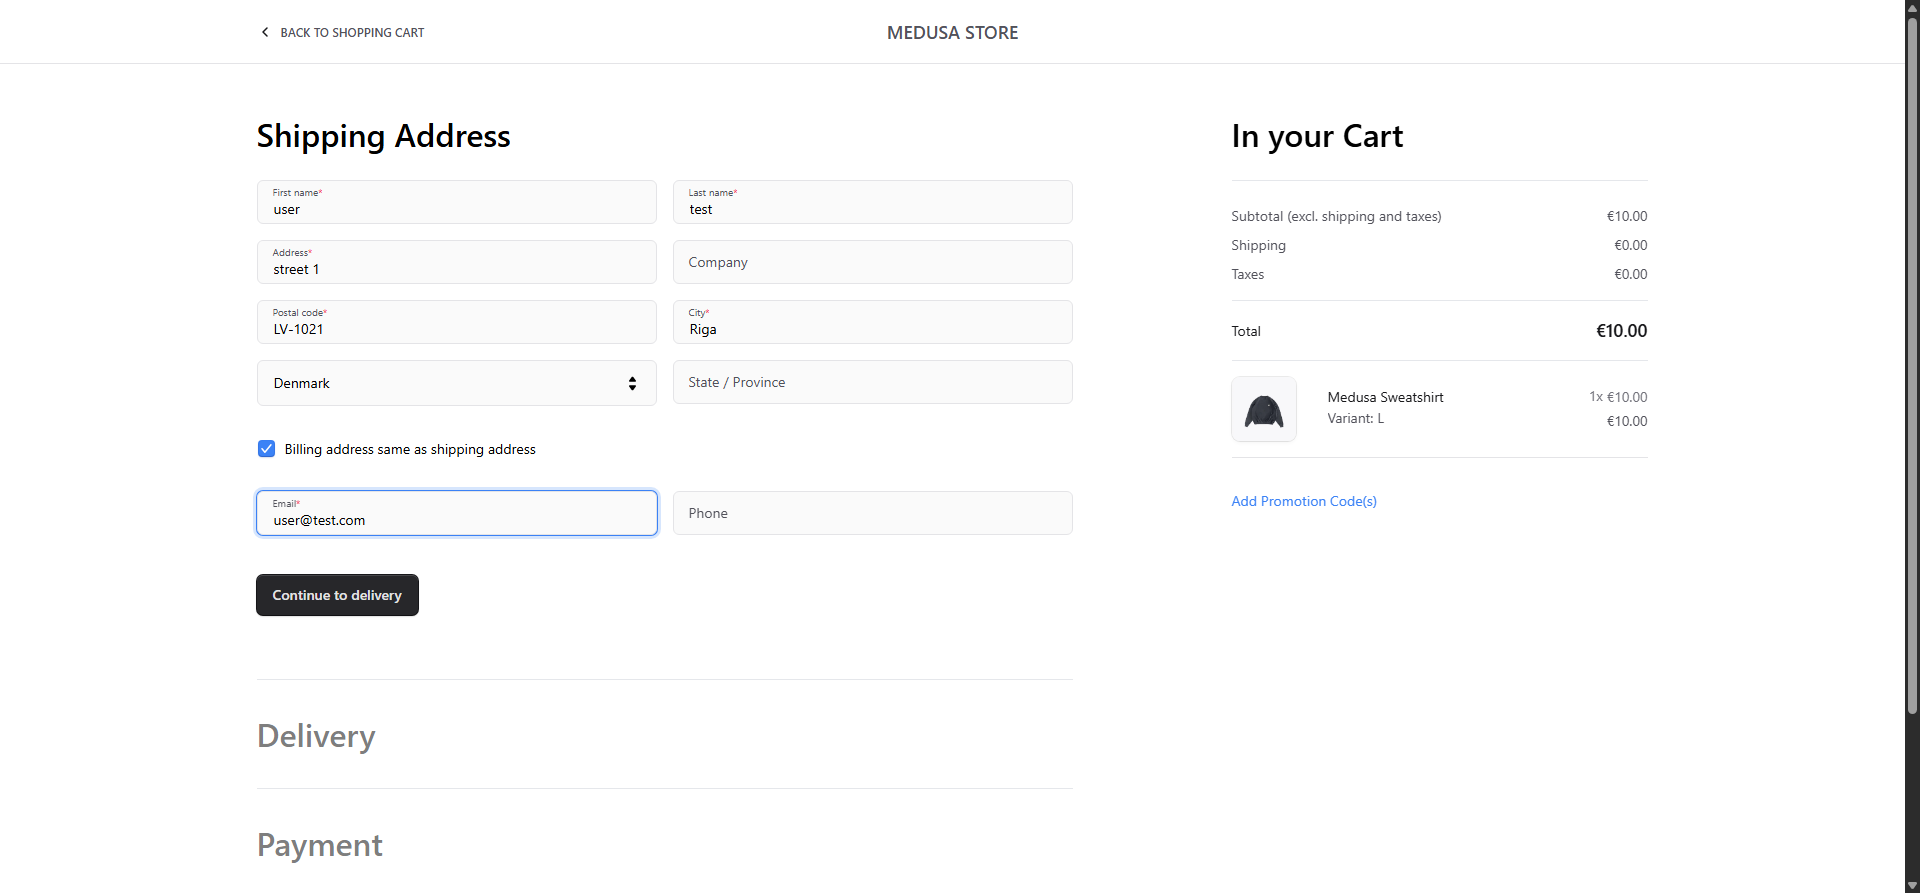 BACK TO SHOPPING CART
MEDUSA STORE
Shipping Address
First name*
user
Last name*
test
Address*
street 1
Company
Postal code*
LV-1021
City*
Riga
Denmark
State / Province
Billing address same as shipping address
Email*
user@test.com
Phone
Continue to delivery
Delivery
Payment
In your Cart
Subtotal (excl. shipping and taxes) €10.00
Shipping €0.00
Taxes €0.00
Total €10.00
Medusa Sweatshirt 1x €10.00
Variant: L €10.00
Add Promotion Code(s)